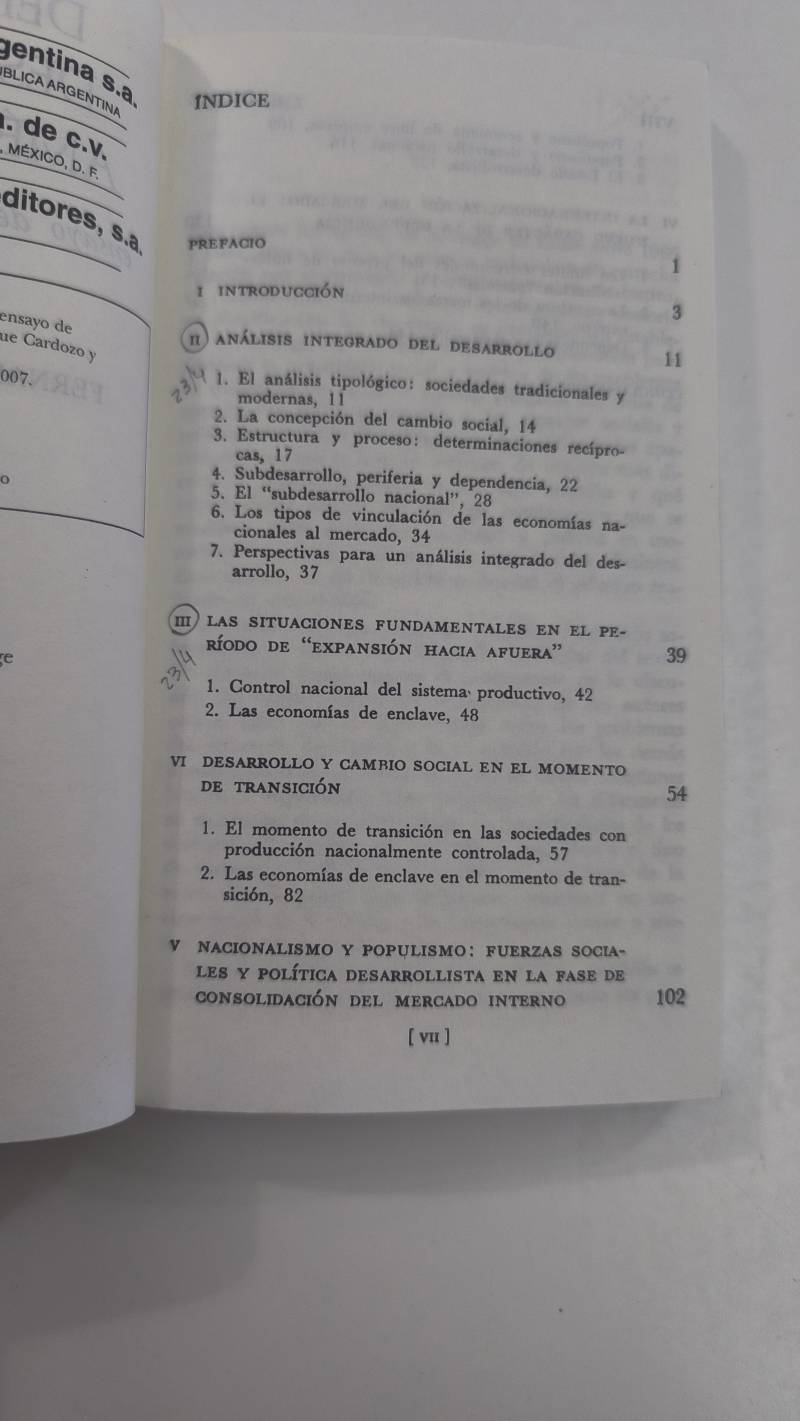 gentina s.a.
BLICA ARGENTINA
. de c.v.
, MÉXICO, D. F.
ditores, s.a.
ensayo de
ue Cardozo y
007.
o
ge
ÍNDICE
PREFACIO 1
I INTRODUCCIÓN 3
II ANÁLISIS INTEGRADO DEL DESARROLLO 11
23/4
1. El análisis tipológico: sociedades tradicionales y
modernas, 11
2. La concepción del cambio social, 14
3. Estructura y proceso: determinaciones recípro-
cas, 17
4. Subdesarrollo, periferia y dependencia, 22
5. El “subdesarrollo nacional”, 28
6. Los tipos de vinculación de las economías na-
cionales al mercado, 34
7. Perspectivas para un análisis integrado del des-
arrollo, 37
III LAS SITUACIONES FUNDAMENTALES EN EL PE-
RÍODO DE “EXPANSIÓN HACIA AFUERA” 39
23/4
1. Control nacional del sistema productivo, 42
2. Las economías de enclave, 48
VI DESARROLLO Y CAMBIO SOCIAL EN EL MOMENTO
DE TRANSICIÓN 54
1. El momento de transición en las sociedades con
producción nacionalmente controlada, 57
2. Las economías de enclave en el momento de tran-
sición, 82
V NACIONALISMO Y POPULISMO: FUERZAS SOCIA-
LES Y POLÍTICA DESARROLLISTA EN LA FASE DE
CONSOLIDACIÓN DEL MERCADO INTERNO 102
[ VII ]